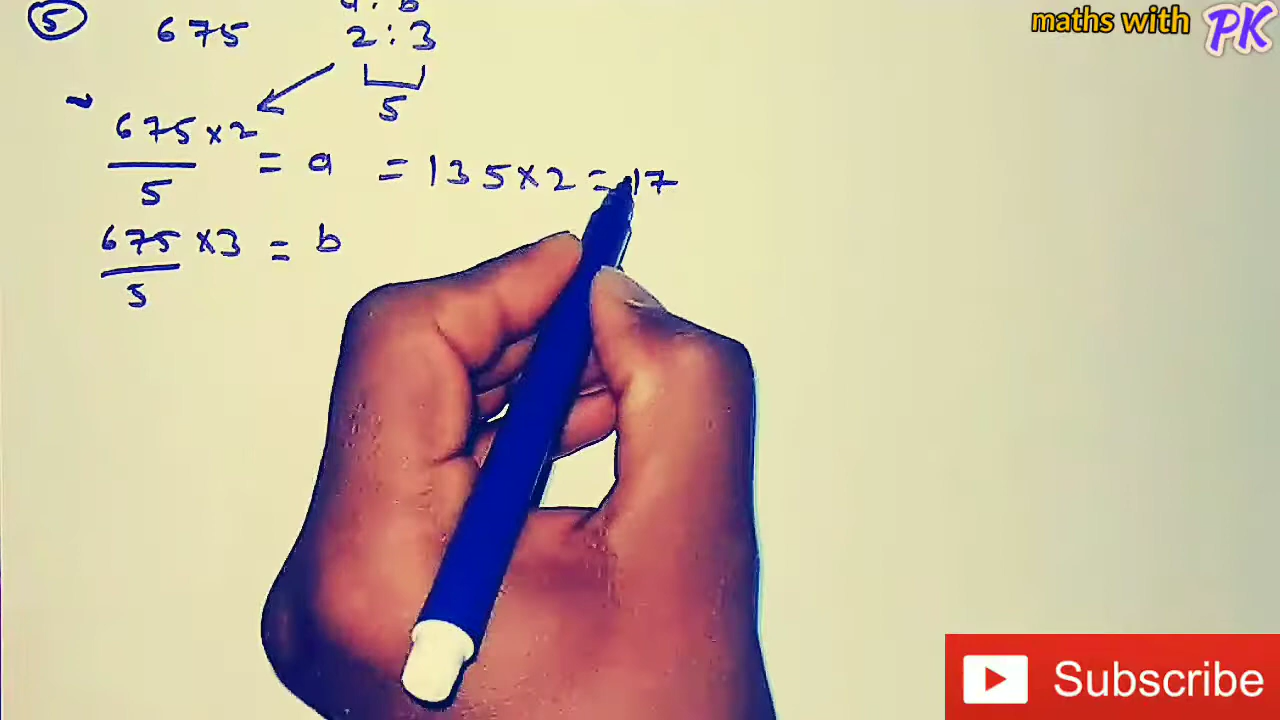 5 675 a : b
2 : 3
5
675 × 2 / 5 = a = 135 × 2 = 17
675 / 5 × 3 = b
maths with PK
Subscribe